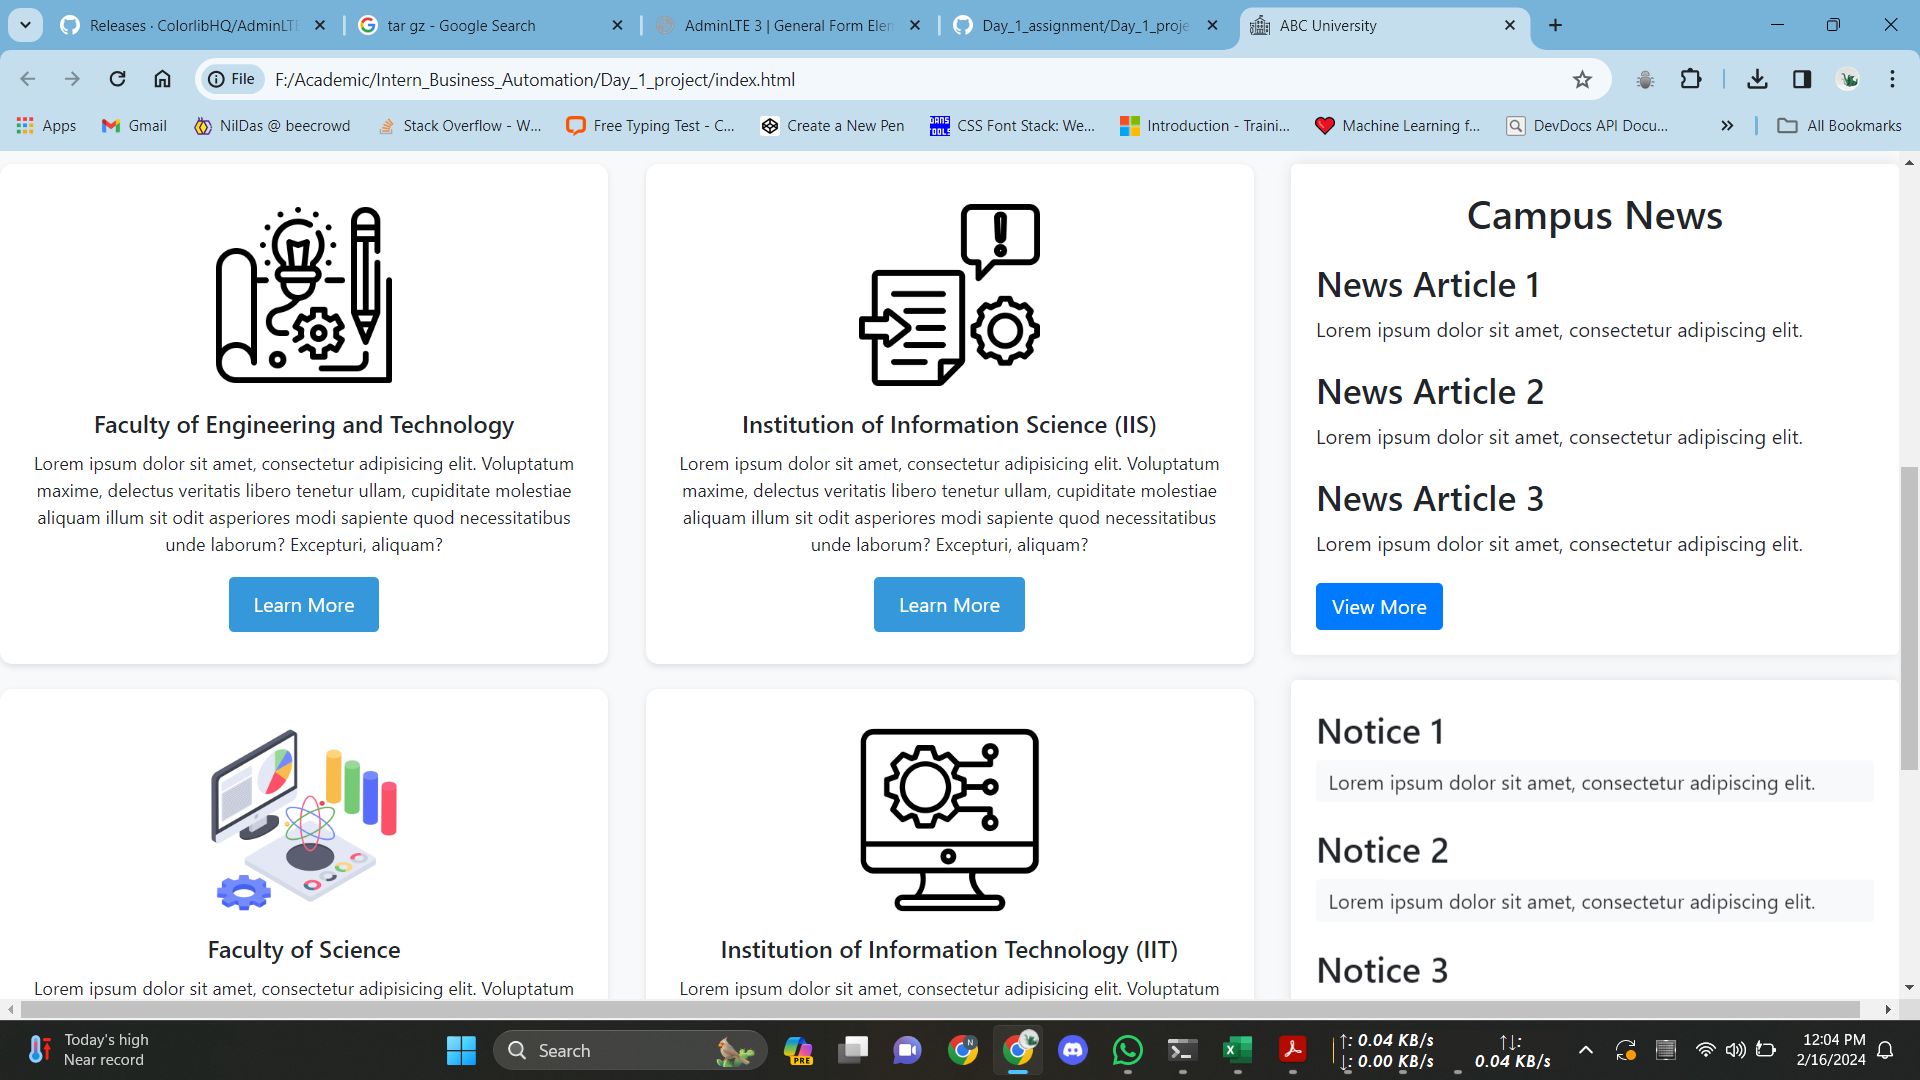 Releases · ColorlibHQ/AdminLTE
tar gz - Google Search
AdminLTE 3 | General Form Elem
Day_1_assignment/Day_1_proje
ABC University
File
F:/Academic/Intern_Business_Automation/Day_1_project/index.html
Apps
Gmail
NilDas @ beecrowd
Stack Overflow - W...
Free Typing Test - C...
Create a New Pen
CSS Font Stack: We...
Introduction - Traini...
Machine Learning f...
DevDocs API Docu...
All Bookmarks
Faculty of Engineering and Technology
Lorem ipsum dolor sit amet, consectetur adipisicing elit. Voluptatum
maxime, delectus veritatis libero tenetur ullam, cupiditate molestiae
aliquam illum sit odit asperiores modi sapiente quod necessitatibus
unde laborum? Excepturi, aliquam?
Learn More
Institution of Information Science (IIS)
Lorem ipsum dolor sit amet, consectetur adipisicing elit. Voluptatum
maxime, delectus veritatis libero tenetur ullam, cupiditate molestiae
aliquam illum sit odit asperiores modi sapiente quod necessitatibus
unde laborum? Excepturi, aliquam?
Learn More
Campus News
News Article 1
Lorem ipsum dolor sit amet, consectetur adipiscing elit.
News Article 2
Lorem ipsum dolor sit amet, consectetur adipiscing elit.
News Article 3
Lorem ipsum dolor sit amet, consectetur adipiscing elit.
View More
Faculty of Science
Lorem ipsum dolor sit amet, consectetur adipisicing elit. Voluptatum
Institution of Information Technology (IIT)
Lorem ipsum dolor sit amet, consectetur adipisicing elit. Voluptatum
Notice 1
Lorem ipsum dolor sit amet, consectetur adipiscing elit.
Notice 2
Lorem ipsum dolor sit amet, consectetur adipiscing elit.
Notice 3
Today's high
Near record
Search
PRE
↑: 0.04 KB/s
↓: 0.00 KB/s
↑↓:
0.04 KB/s
12:04 PM
2/16/2024